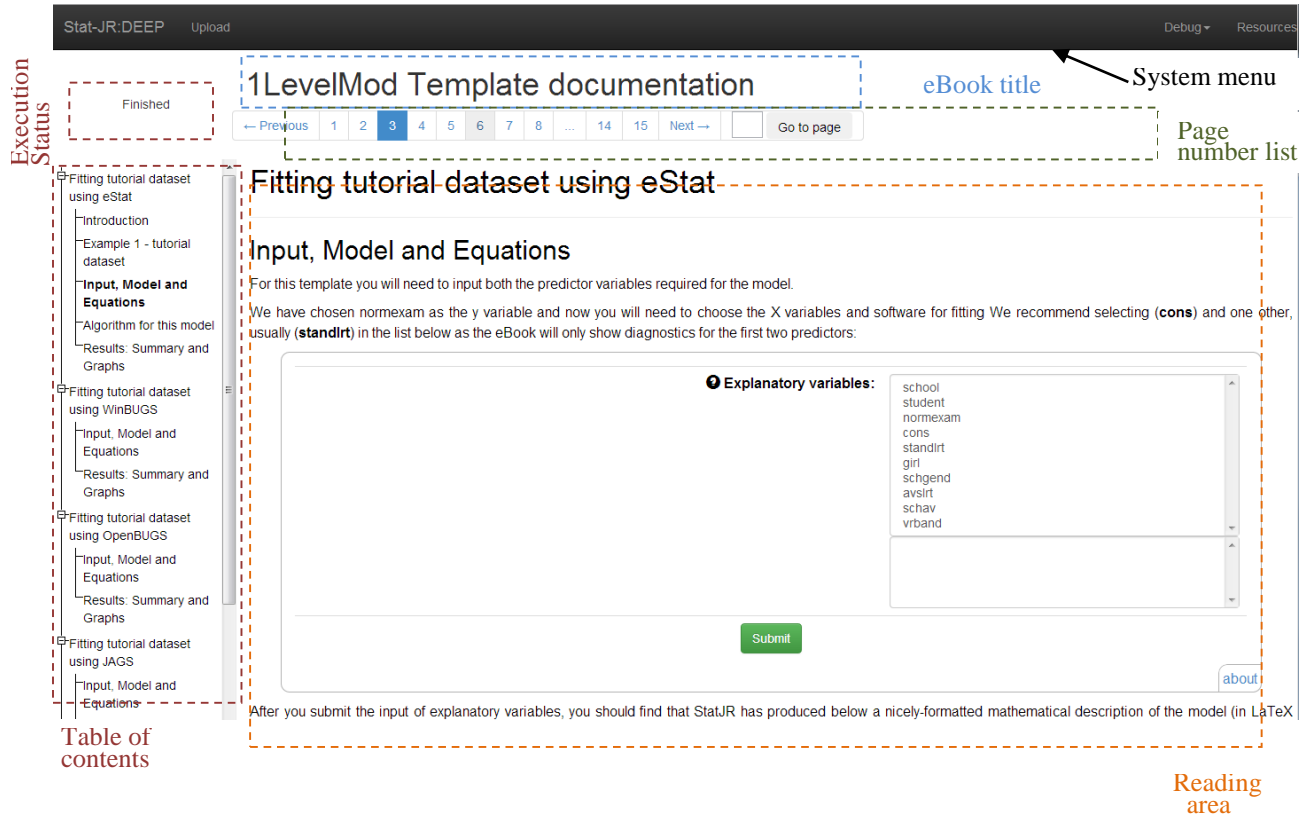 Stat-JR:DEEP Upload Debug Resources
Execution
Status
Finished
1LevelMod Template documentation
eBook title
System menu
← Previous 1 2 3 4 5 6 7 8 ... 14 15 Next → Go to page
Page
number list
Fitting tutorial dataset
using eStat
Introduction
Example 1 - tutorial
dataset
Input, Model and
Equations
Algorithm for this model
Results: Summary and
Graphs
Fitting tutorial dataset
using WinBUGS
Input, Model and
Equations
Results: Summary and
Graphs
Fitting tutorial dataset
using OpenBUGS
Input, Model and
Equations
Results: Summary and
Graphs
Fitting tutorial dataset
using JAGS
Input, Model and
Equations
Table of
contents
Fitting tutorial dataset using eStat
Input, Model and Equations
For this template you will need to input both the predictor variables required for the model.
We have chosen normexam as the y variable and now you will need to choose the X variables and software for fitting We recommend selecting (cons) and one other,
usually (standlrt) in the list below as the eBook will only show diagnostics for the first two predictors:
Explanatory variables:
school
student
normexam
cons
standlrt
girl
schgend
avslrt
schav
vrband
Submit
about
After you submit the input of explanatory variables, you should find that StatJR has produced below a nicely-formatted mathematical description of the model (in LaTeX
Reading
area